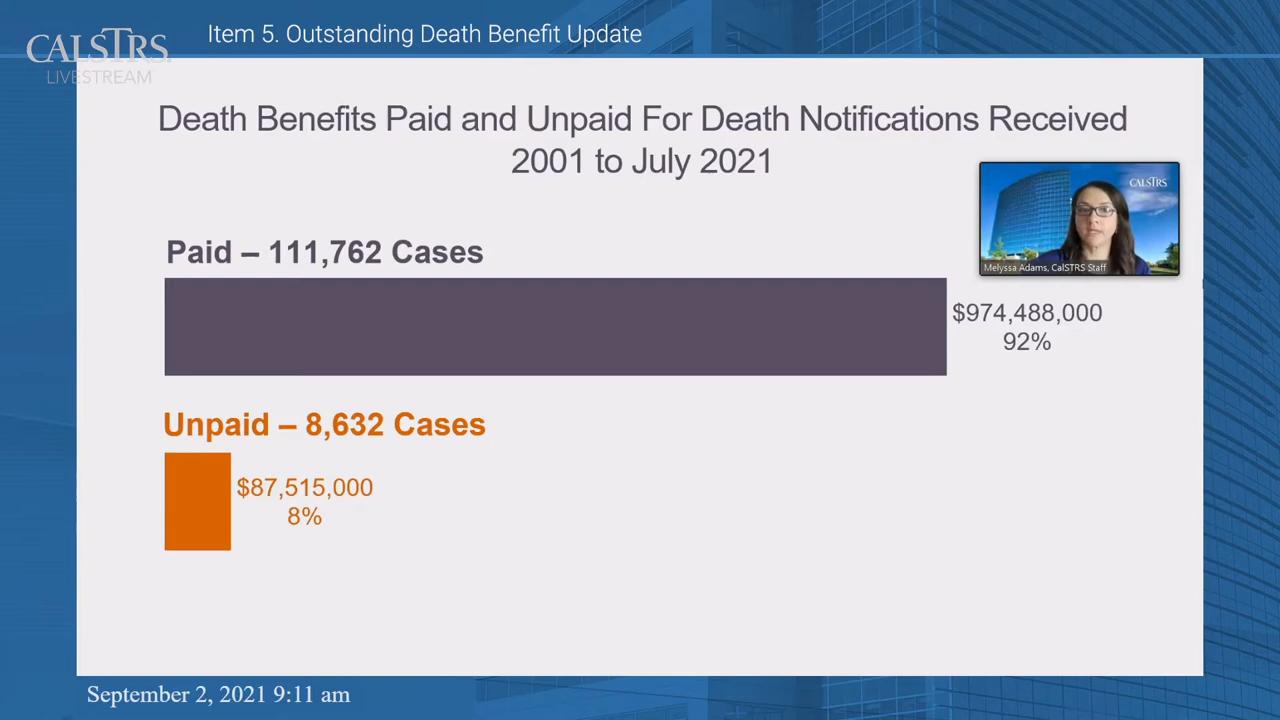 Item 5. Outstanding Death Benefit Update
CALSTRS
LIVESTREAM
Death Benefits Paid and Unpaid For Death Notifications Received
2001 to July 2021
CALSTRS
Melyssa Adams, CalSTRS Staff
Paid – 111,762 Cases
$974,488,000
92%
Unpaid – 8,632 Cases
$87,515,000
8%
September 2, 2021 9:11 am